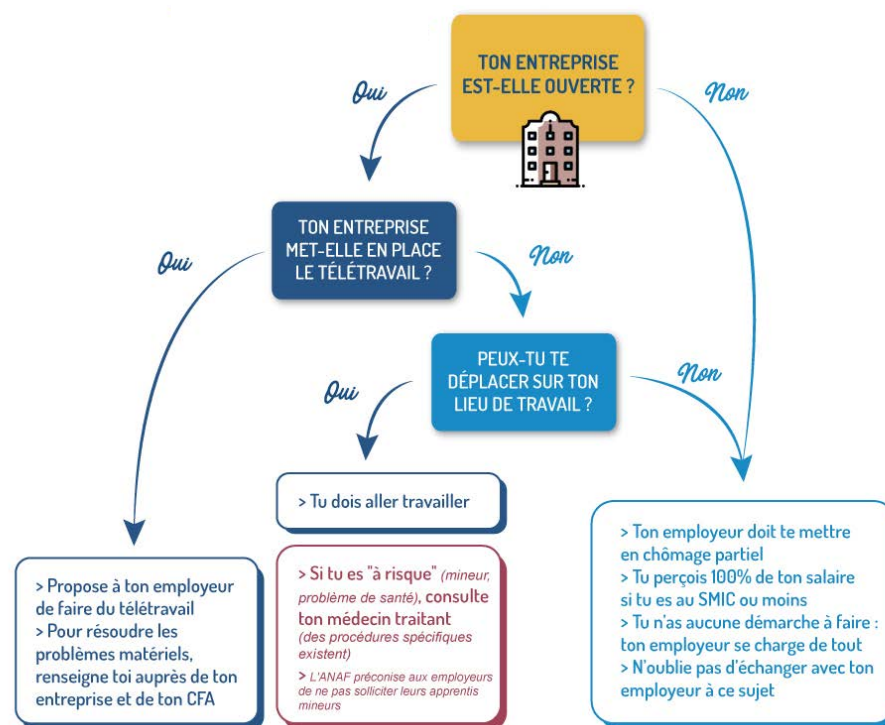 TON ENTREPRISE
EST-ELLE OUVERTE ?
Oui
Non
TON ENTREPRISE
MET-ELLE EN PLACE
LE TÉLÉTRAVAIL ?
Oui
Non
PEUX-TU TE
DÉPLACER SUR TON
LIEU DE TRAVAIL ?
Oui
Non
> Tu dois aller travailler
> Propose à ton employeur
de faire du télétravail
> Pour résoudre les
problèmes matériels,
renseigne toi auprès de ton
entreprise et de ton CFA
> Si tu es "à risque" (mineur,
problème de santé), consulte
ton médecin traitant
(des procédures spécifiques
existent)
> L'ANAF préconise aux employeurs
de ne pas solliciter leurs apprentis
mineurs
> Ton employeur doit te mettre
en chômage partiel
> Tu perçois 100% de ton salaire
si tu es au SMIC ou moins
> Tu n'as aucune démarche à faire :
ton employeur se charge de tout
> N'oublie pas d'échanger avec ton
employeur à ce sujet